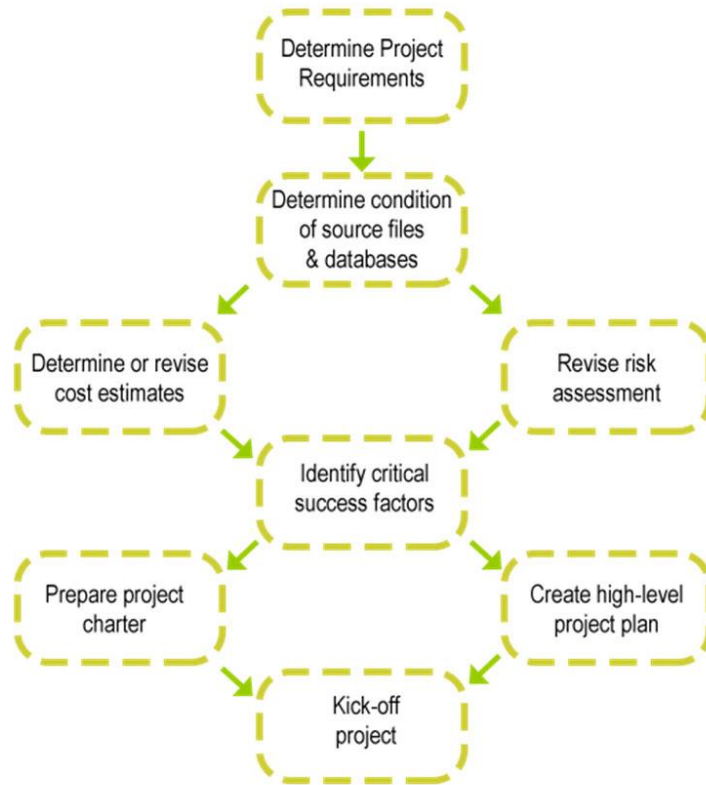 Determine Project
Requirements
Determine condition
of source files
& databases
Determine or revise
cost estimates
Revise risk
assessment
Identify critical
success factors
Prepare project
charter
Create high-level
project plan
Kick-off
project